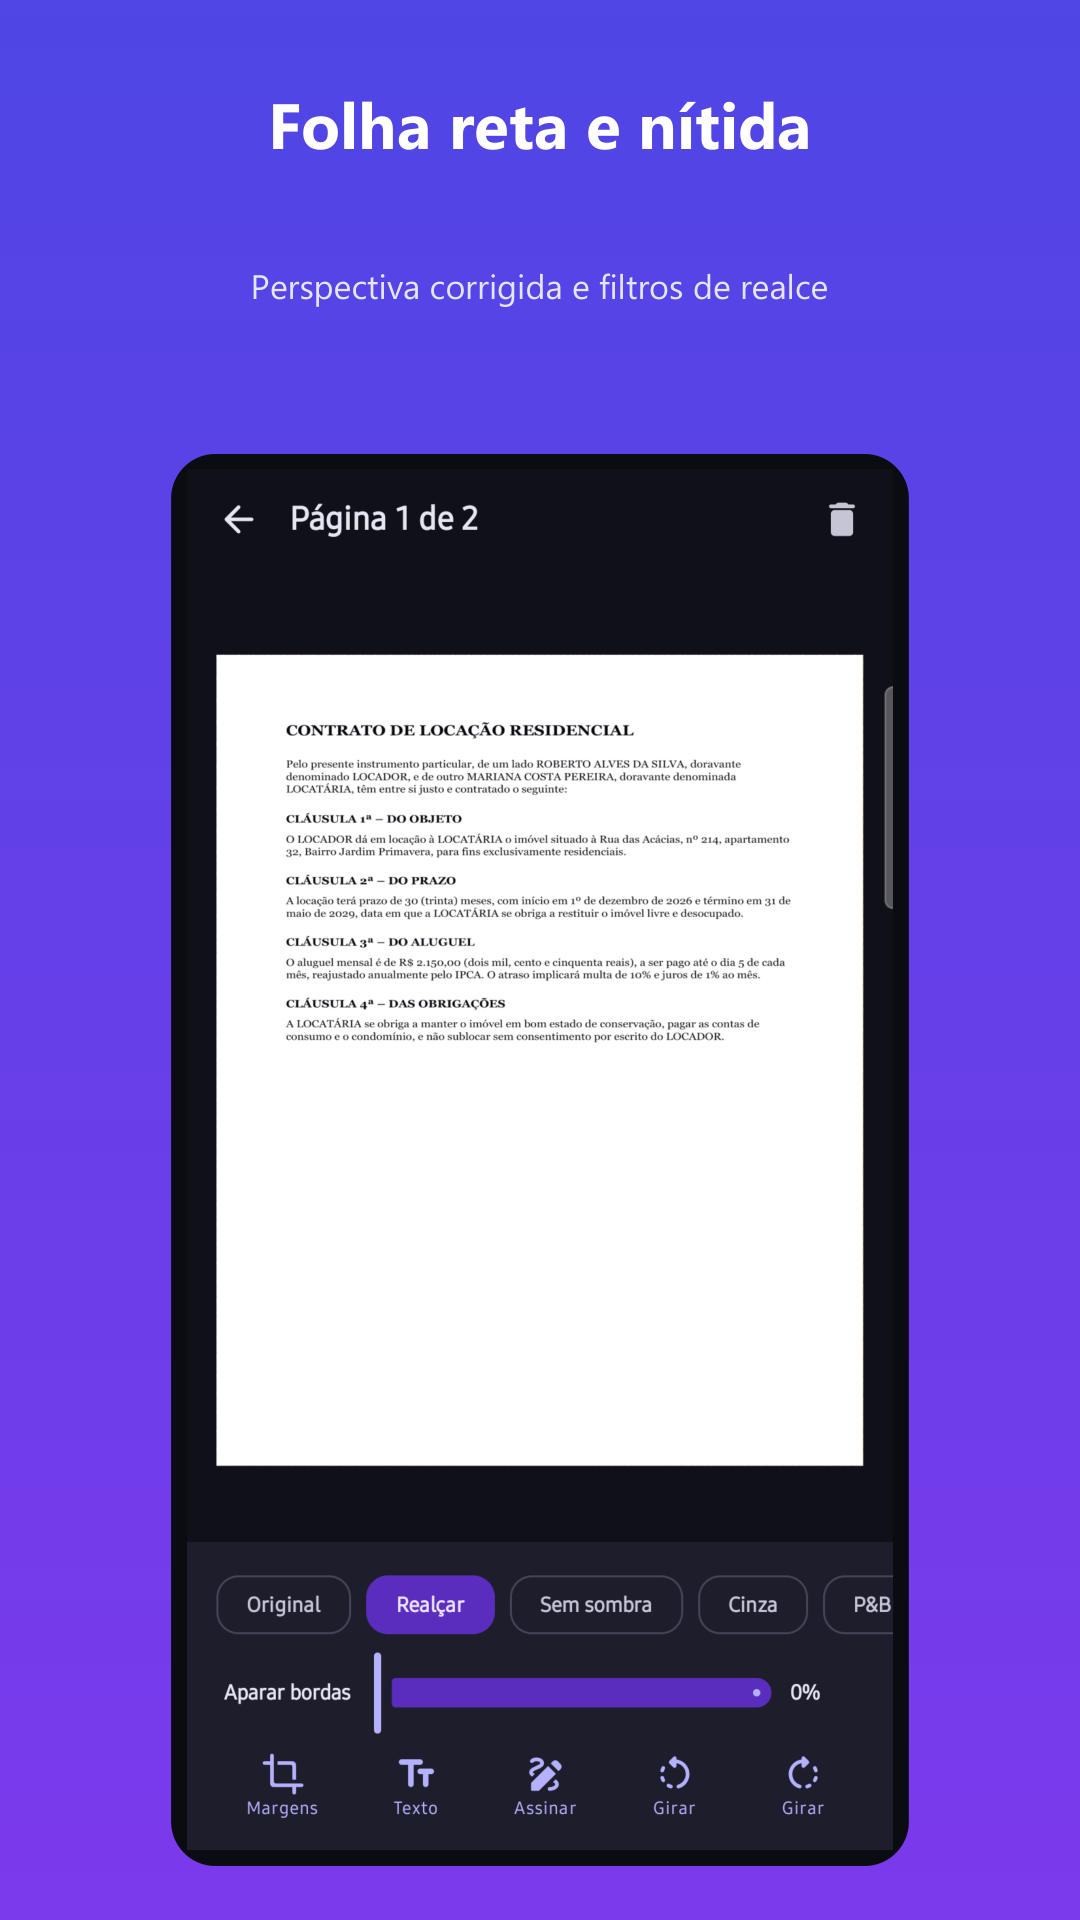 Folha reta e nítida
Perspectiva corrigida e filtros de realce
Página 1 de 2
CONTRATO DE LOCAÇÃO RESIDENCIAL
Pelo presente instrumento particular, de um lado ROBERTO ALVES DA SILVA, doravante
denominado LOCADOR, e de outro MARIANA COSTA PEREIRA, doravante denominada
LOCATÁRIA, têm entre si justo e contratado o seguinte:
CLÁUSULA 1ª – DO OBJETO
O LOCADOR dá em locação à LOCATÁRIA o imóvel situado à Rua das Acácias, nº 214, apartamento
32, Bairro Jardim Primavera, para fins exclusivamente residenciais.
CLÁUSULA 2ª – DO PRAZO
A locação terá prazo de 30 (trinta) meses, com início em 1º de dezembro de 2026 e término em 31 de
maio de 2029, data em que a LOCATÁRIA se obriga a restituir o imóvel livre e desocupado.
CLÁUSULA 3ª – DO ALUGUEL
O aluguel mensal é de R$ 2.150,00 (dois mil, cento e cinquenta reais), a ser pago até o dia 5 de cada
mês, reajustado anualmente pelo IPCA. O atraso implicará multa de 10% e juros de 1% ao mês.
CLÁUSULA 4ª – DAS OBRIGAÇÕES
A LOCATÁRIA se obriga a manter o imóvel em bom estado de conservação, pagar as contas de
consumo e o condomínio, e não sublocar sem consentimento por escrito do LOCADOR.
Original Realçar Sem sombra Cinza P&B
Aparar bordas 0%
Margens Texto Assinar Girar Girar